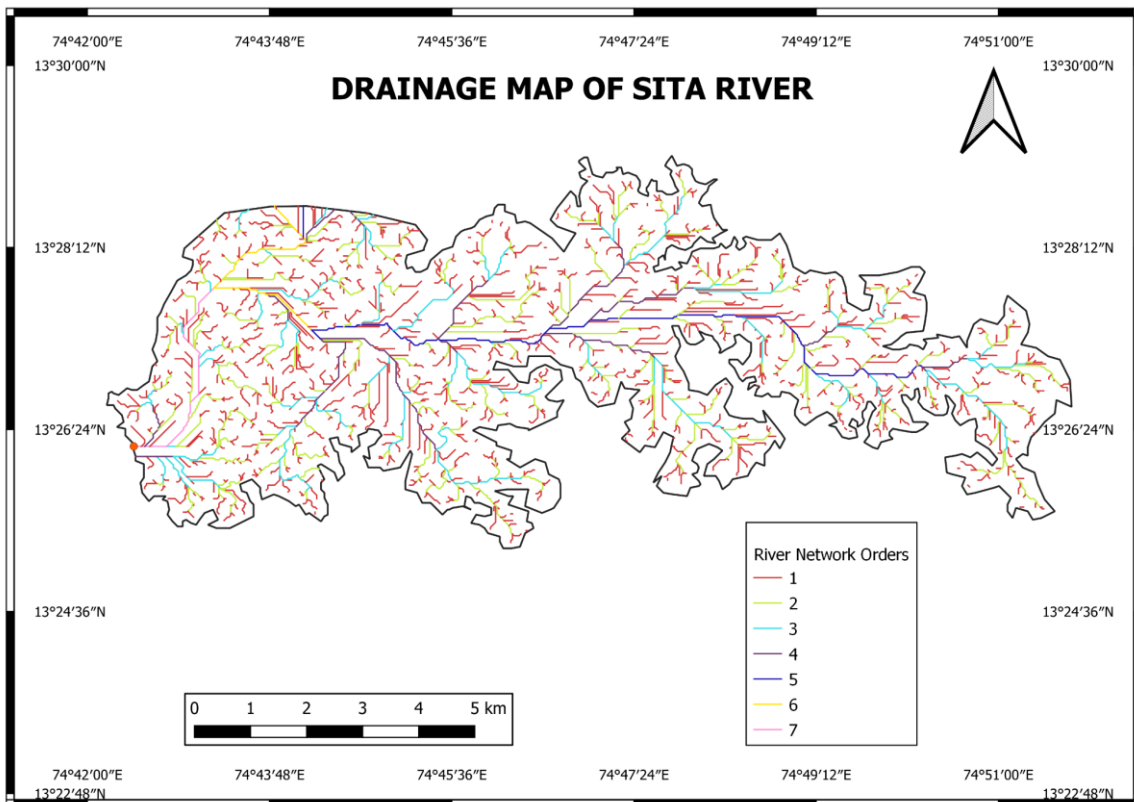 74°42′00″E 74°43′48″E 74°45′36″E 74°47′24″E 74°49′12″E 74°51′00″E
13°30′00″N 13°30′00″N
DRAINAGE MAP OF SITA RIVER
13°28′12″N 13°28′12″N
13°26′24″N 13°26′24″N
River Network Orders
1
2
13°24′36″N 13°24′36″N
3
4
5
6
7
0 1 2 3 4 5 km
74°42′00″E 74°43′48″E 74°45′36″E 74°47′24″E 74°49′12″E 74°51′00″E
13°22′48″N 13°22′48″N